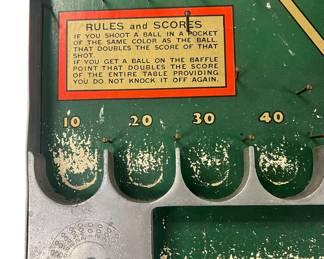 RULES and SCORES
IF YOU SHOOT A BALL IN A POCKET
OF THE SAME COLOR AS THE BALL.
THAT DOUBLES THE SCORE OF THAT
SHOT.
IF YOU GET A BALL ON THE BAFFLE
POINT THAT DOUBLES THE SCORE
OF THE ENTIRE TABLE PROVIDING
YOU DO NOT KNOCK IT OFF AGAIN.
10 20 30 40